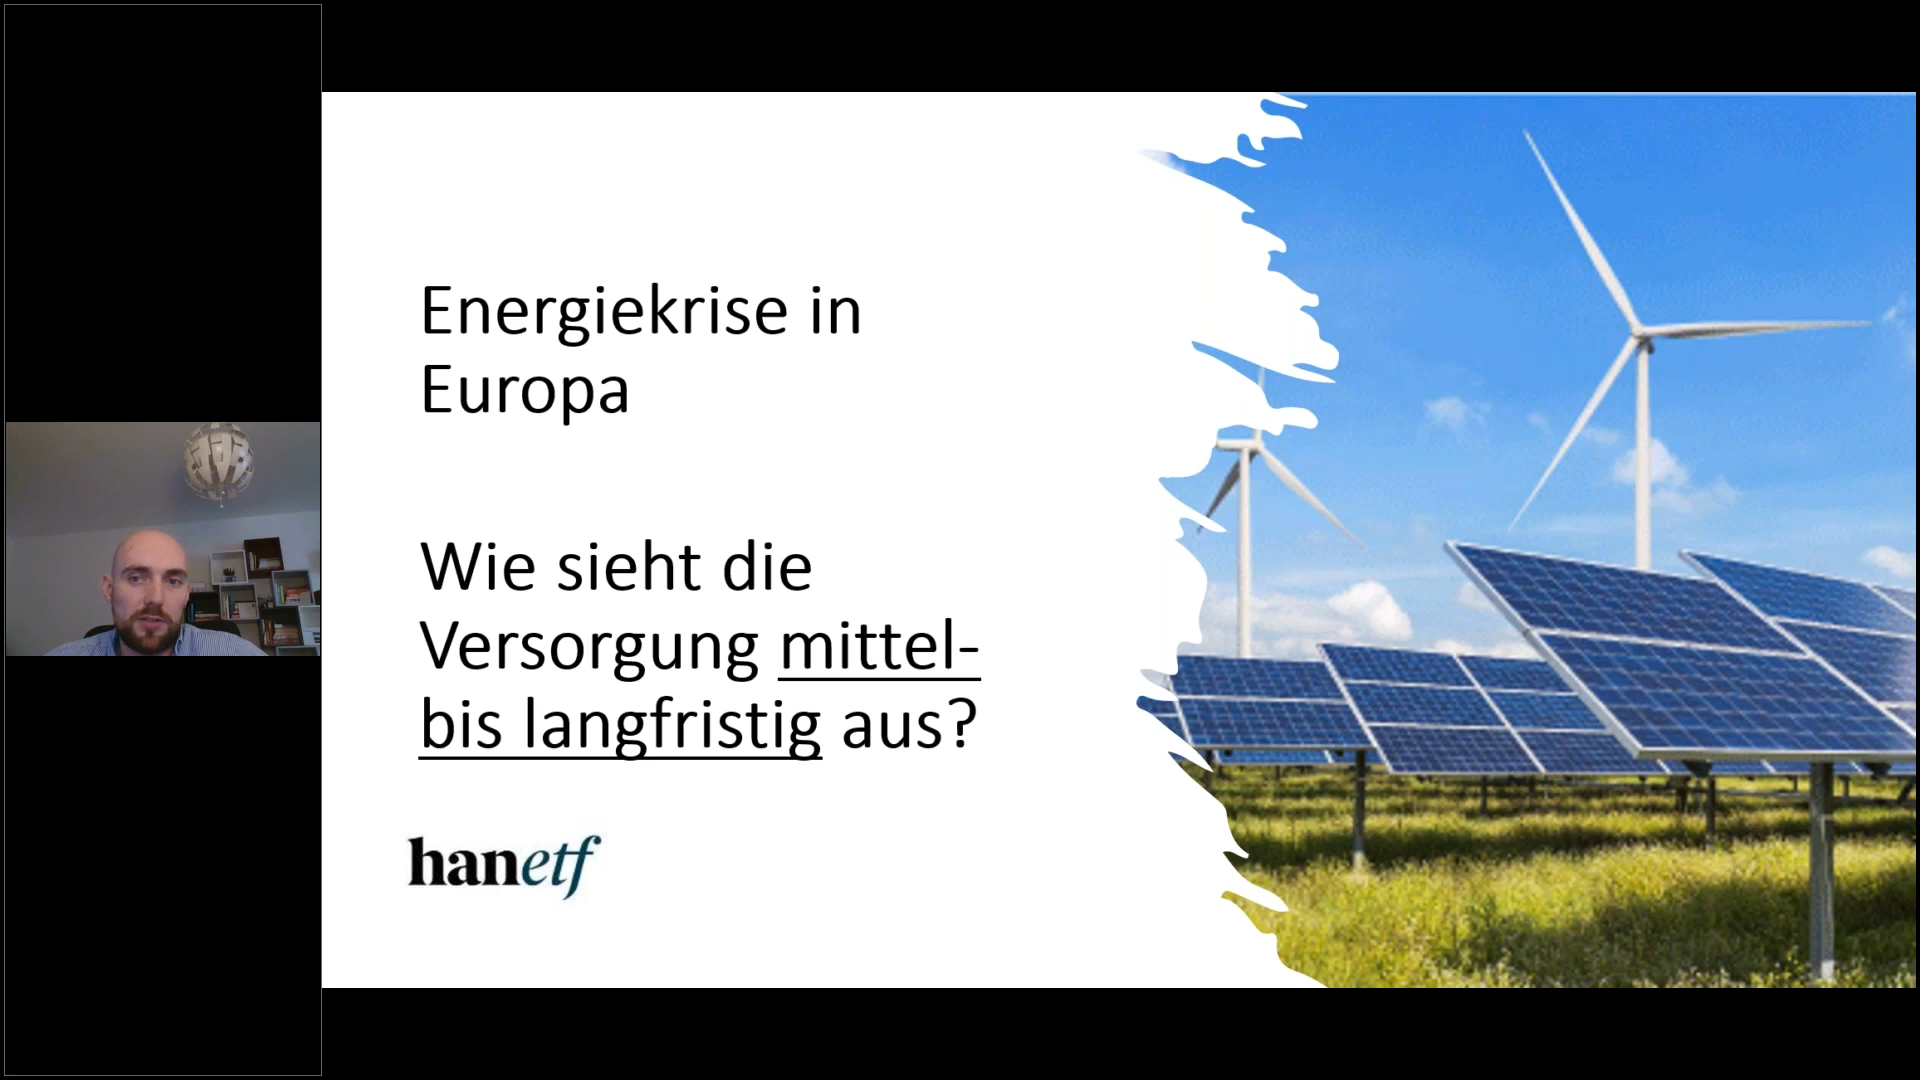 Energiekrise in
Europa
Wie sieht die
Versorgung mittel-
bis langfristig aus?
hanetf